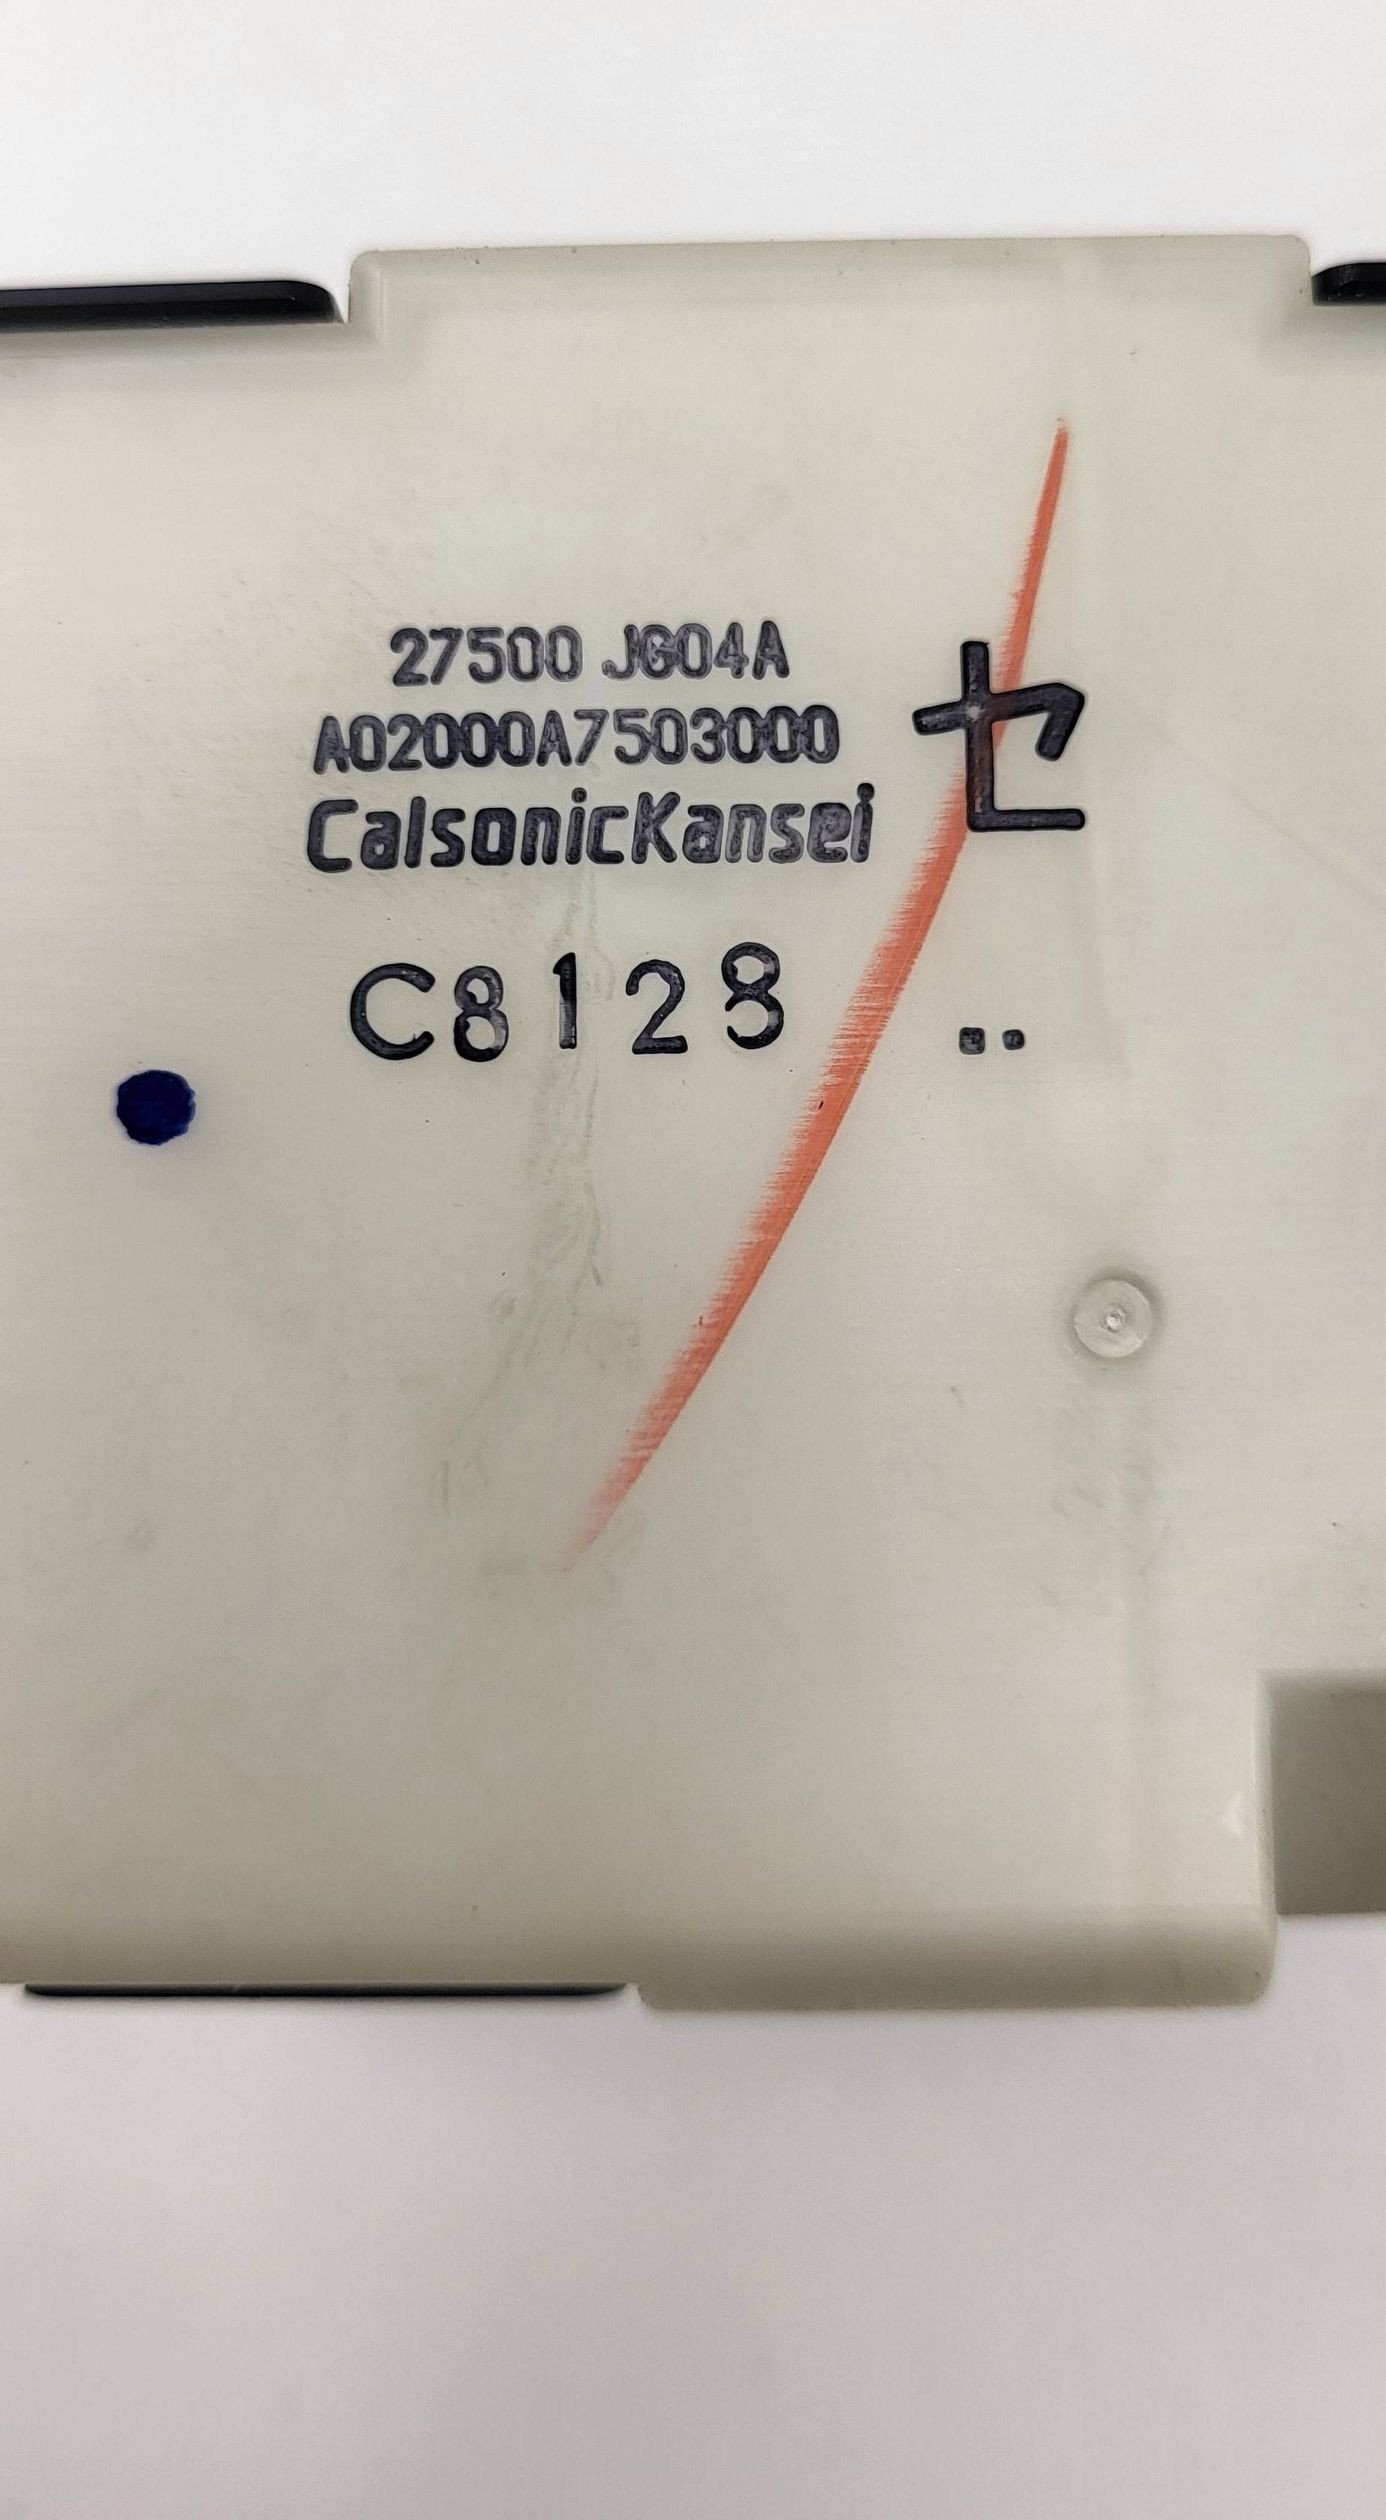 27500 JG04A
A02000A7503000
CalsonicKansei
セ
C8128 ..